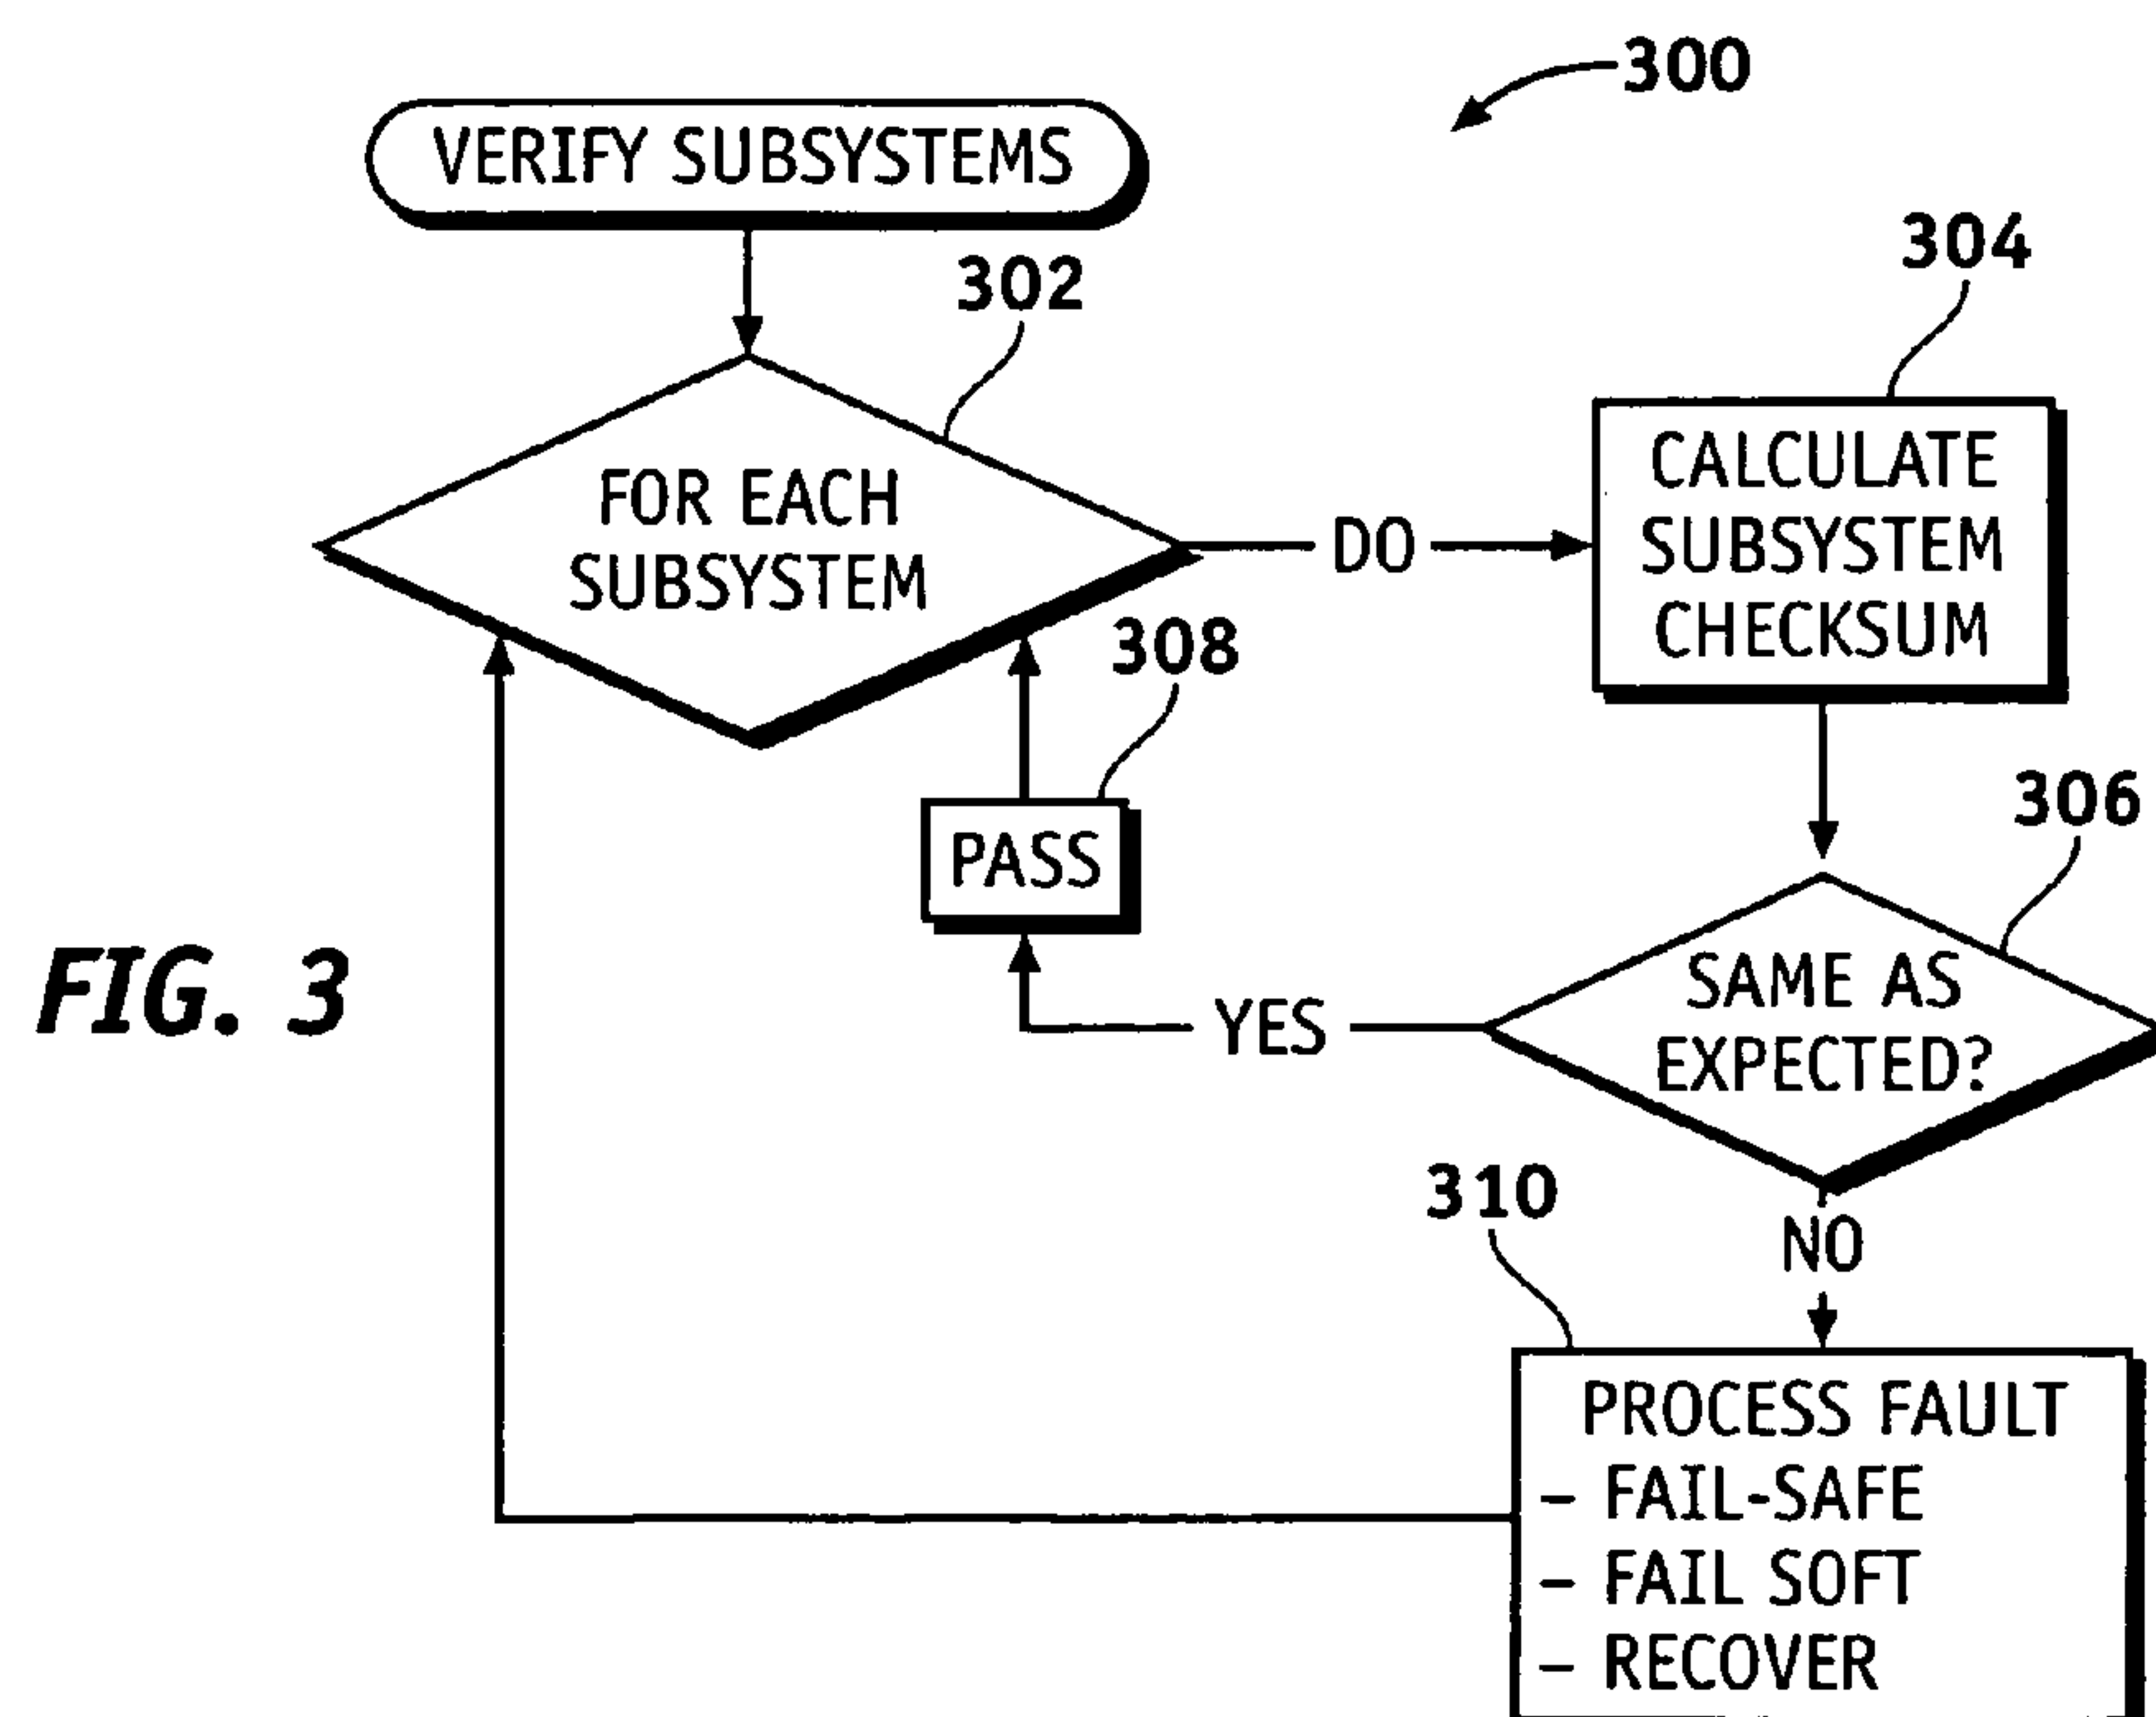 300
VERIFY SUBSYSTEMS
302
304
FOR EACH
SUBSYSTEM
DO
CALCULATE
SUBSYSTEM
CHECKSUM
308
PASS
306
FIG. 3
YES
SAME AS
EXPECTED?
310
NO
PROCESS FAULT
– FAIL-SAFE
– FAIL SOFT
– RECOVER